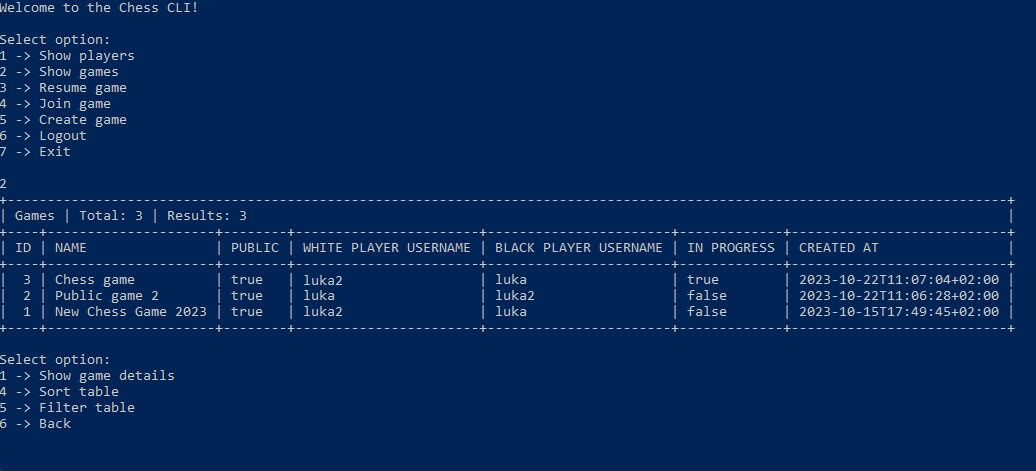 Welcome to the Chess CLI!
Select option:
1 -> Show players
2 -> Show games
3 -> Resume game
4 -> Join game
5 -> Create game
6 -> Logout
7 -> Exit
2
+-----------------------------------------------------------------------------------------------------------------------------+
| Games | Total: 3 | Results: 3                                                                                               |
+----+---------------------+--------+-----------------------+-----------------------+-------------+---------------------------+
| ID | NAME                | PUBLIC | WHITE PLAYER USERNAME | BLACK PLAYER USERNAME | IN PROGRESS | CREATED AT                |
+----+---------------------+--------+-----------------------+-----------------------+-------------+---------------------------+
|  3 | Chess game          | true   | luka2                 | luka                  | true        | 2023-10-22T11:07:04+02:00 |
|  2 | Public game 2       | true   | luka                  | luka2                 | false       | 2023-10-22T11:06:28+02:00 |
|  1 | New Chess Game 2023 | true   | luka2                 | luka                  | false       | 2023-10-15T17:49:45+02:00 |
+----+---------------------+--------+-----------------------+-----------------------+-------------+---------------------------+
Select option:
1 -> Show game details
4 -> Sort table
5 -> Filter table
6 -> Back